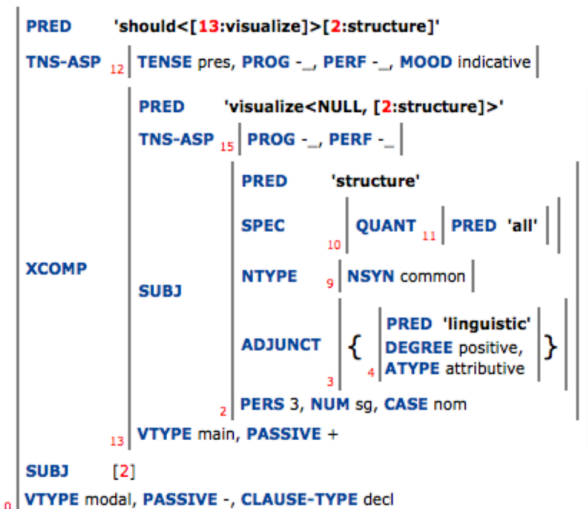 PRED 'should<[13:visualize]>[2:structure]'
TNS-ASP 12 TENSE pres, PROG -_, PERF -_, MOOD indicative
PRED 'visualize<NULL, [2:structure]>'
TNS-ASP 15 PROG -_, PERF -_
PRED 'structure'
SPEC 10 QUANT 11 PRED 'all'
XCOMP
SUBJ
NTYPE 9 NSYN common
ADJUNCT 3 { 4 PRED 'linguistic'
DEGREE positive,
ATYPE attributive }
2 PERS 3, NUM sg, CASE nom
13 VTYPE main, PASSIVE +
SUBJ [2]
0 VTYPE modal, PASSIVE -, CLAUSE-TYPE decl